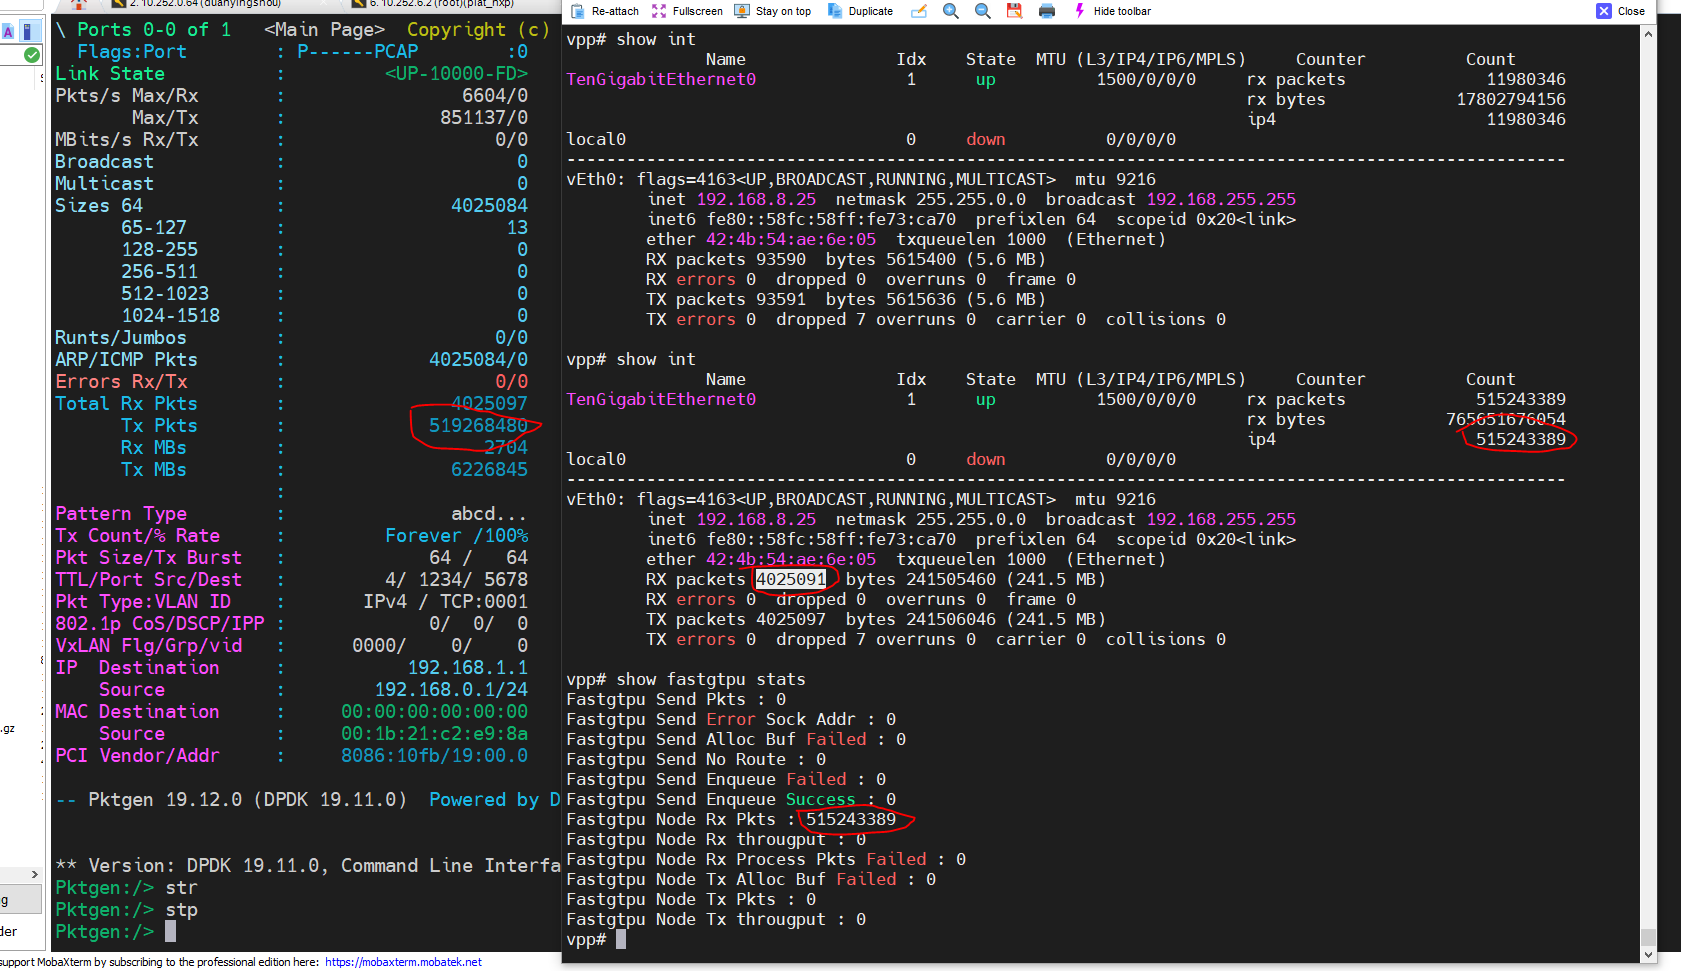 2. 10.252.0.64 (duanyingshou)
6. 10.252.6.2 (root)(plat_hxp)
\ Ports 0-0 of 1   <Main Page>  Copyright (c)
Flags:Port : P------PCAP :0
Link State : <UP-10000-FD>
Pkts/s Max/Rx : 6604/0
Max/Tx : 851137/0
MBits/s Rx/Tx : 0/0
Broadcast : 0
Multicast : 0
Sizes 64 : 4025084
65-127 : 13
128-255 : 0
256-511 : 0
512-1023 : 0
1024-1518 : 0
Runts/Jumbos : 0/0
ARP/ICMP Pkts : 4025084/0
Errors Rx/Tx : 0/0
Total Rx Pkts : 4025097
Tx Pkts : 519268480
Rx MBs : 2704
Tx MBs : 6226845
:
Pattern Type : abcd...
Tx Count/% Rate : Forever /100%
Pkt Size/Tx Burst : 64 / 64
TTL/Port Src/Dest : 4/ 1234/ 5678
Pkt Type:VLAN ID : IPv4 / TCP:0001
802.1p CoS/DSCP/IPP : 0/ 0/ 0
VxLAN Flg/Grp/vid : 0000/ 0/ 0
IP  Destination : 192.168.1.1
Source : 192.168.0.1/24
MAC Destination : 00:00:00:00:00:00
Source : 00:1b:21:c2:e9:8a
PCI Vendor/Addr : 8086:10fb/19:00.0
-- Pktgen 19.12.0 (DPDK 19.11.0)  Powered by D
** Version: DPDK 19.11.0, Command Line Interfa
Pktgen:/> str
Pktgen:/> stp
Pktgen:/>
.gz
g
der
support MobaXterm by subscribing to the professional edition here: https://mobaxterm.mobatek.net
Re-attach Fullscreen Stay on top Duplicate Hide toolbar Close
vpp# show int
Name Idx State MTU (L3/IP4/IP6/MPLS) Counter Count
TenGigabitEthernet0 1 up 1500/0/0/0 rx packets 11980346
rx bytes 17802794156
ip4 11980346
local0 0 down 0/0/0/0
----------------------------------------------------------------------------------------------------
vEth0: flags=4163<UP,BROADCAST,RUNNING,MULTICAST>  mtu 9216
inet 192.168.8.25  netmask 255.255.0.0  broadcast 192.168.255.255
inet6 fe80::58fc:58ff:fe73:ca70  prefixlen 64  scopeid 0x20<link>
ether 42:4b:54:ae:6e:05  txqueuelen 1000  (Ethernet)
RX packets 93590  bytes 5615400 (5.6 MB)
RX errors 0  dropped 0  overruns 0  frame 0
TX packets 93591  bytes 5615636 (5.6 MB)
TX errors 0  dropped 7 overruns 0  carrier 0  collisions 0
vpp# show int
Name Idx State MTU (L3/IP4/IP6/MPLS) Counter Count
TenGigabitEthernet0 1 up 1500/0/0/0 rx packets 515243389
rx bytes 765651676054
ip4 515243389
local0 0 down 0/0/0/0
----------------------------------------------------------------------------------------------------
vEth0: flags=4163<UP,BROADCAST,RUNNING,MULTICAST>  mtu 9216
inet 192.168.8.25  netmask 255.255.0.0  broadcast 192.168.255.255
inet6 fe80::58fc:58ff:fe73:ca70  prefixlen 64  scopeid 0x20<link>
ether 42:4b:54:ae:6e:05  txqueuelen 1000  (Ethernet)
RX packets 4025091  bytes 241505460 (241.5 MB)
RX errors 0  dropped 0  overruns 0  frame 0
TX packets 4025097  bytes 241506046 (241.5 MB)
TX errors 0  dropped 7 overruns 0  carrier 0  collisions 0
vpp# show fastgtpu stats
Fastgtpu Send Pkts : 0
Fastgtpu Send Error Sock Addr : 0
Fastgtpu Send Alloc Buf Failed : 0
Fastgtpu Send No Route : 0
Fastgtpu Send Enqueue Failed : 0
Fastgtpu Send Enqueue Success : 0
Fastgtpu Node Rx Pkts : 515243389
Fastgtpu Node Rx througput : 0
Fastgtpu Node Rx Process Pkts Failed : 0
Fastgtpu Node Tx Alloc Buf Failed : 0
Fastgtpu Node Tx Pkts : 0
Fastgtpu Node Tx througput : 0
vpp#